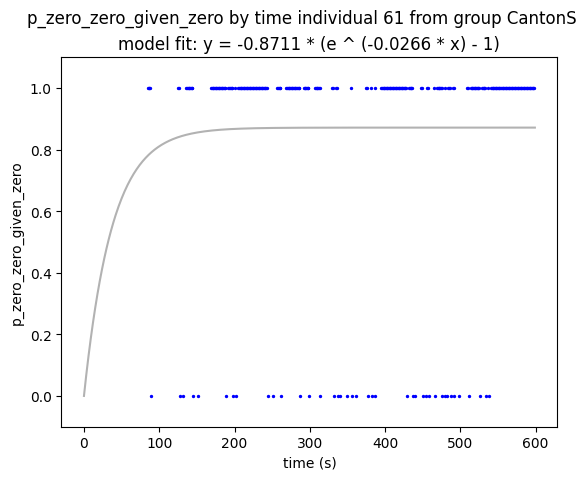 p_zero_zero_given_zero by time individual 61 from group CantonS
model fit: y = -0.8711 * (e ^ (-0.0266 * x) - 1)
1.0
0.8
0.6
0.4
0.2
0.0
p_zero_zero_given_zero
0 100 200 300 400 500 600
time (s)